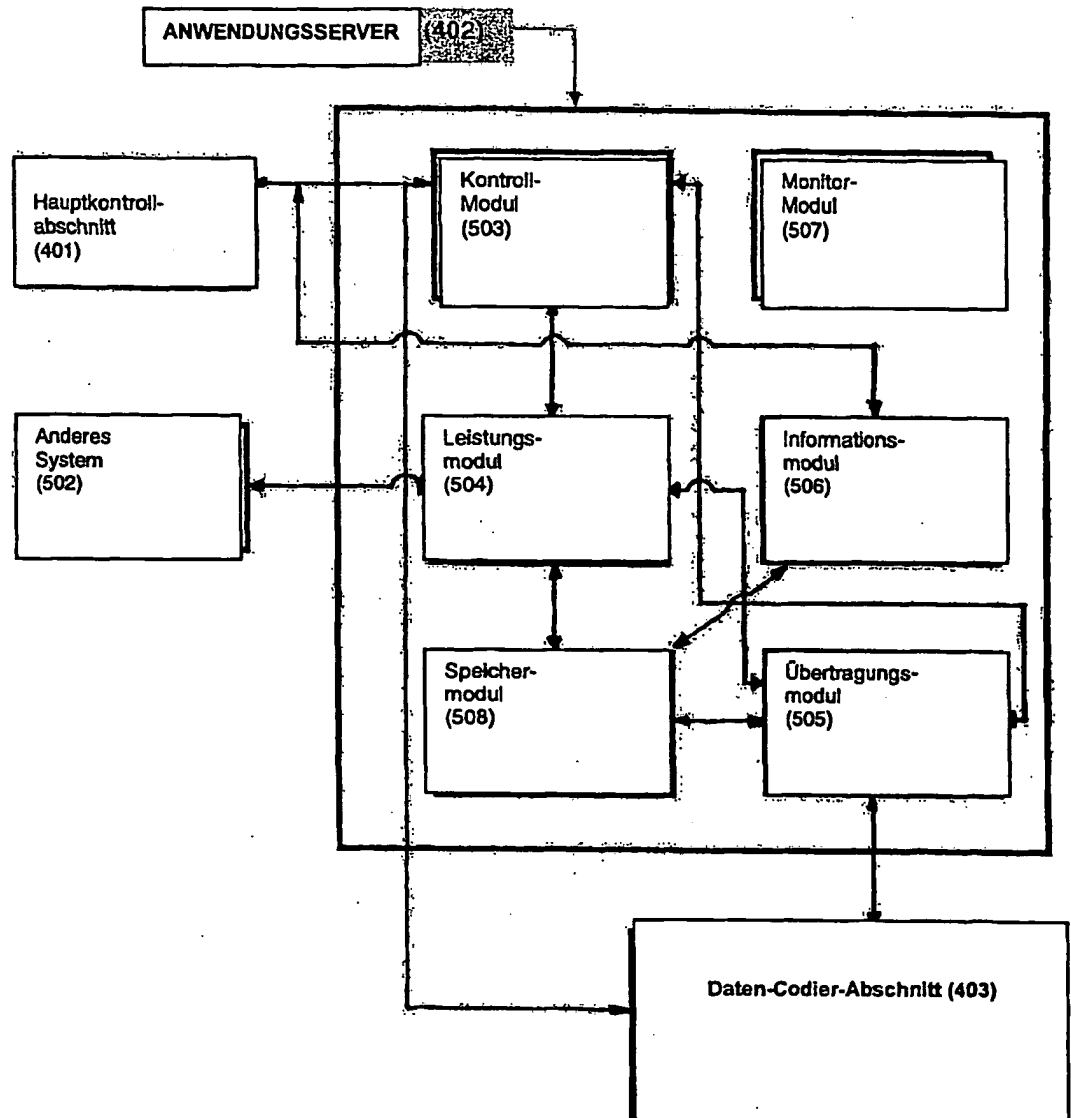 ANWENDUNGSSERVER (402)
Hauptkontroll-
abschnitt
(401)
Kontroll-
Modul
(503)
Monitor-
Modul
(507)
Anderes
System
(502)
Leistungs-
modul
(504)
Informations-
modul
(506)
Speicher-
modul
(508)
Übertragungs-
modul
(505)
Daten-Codier-Abschnitt (403)